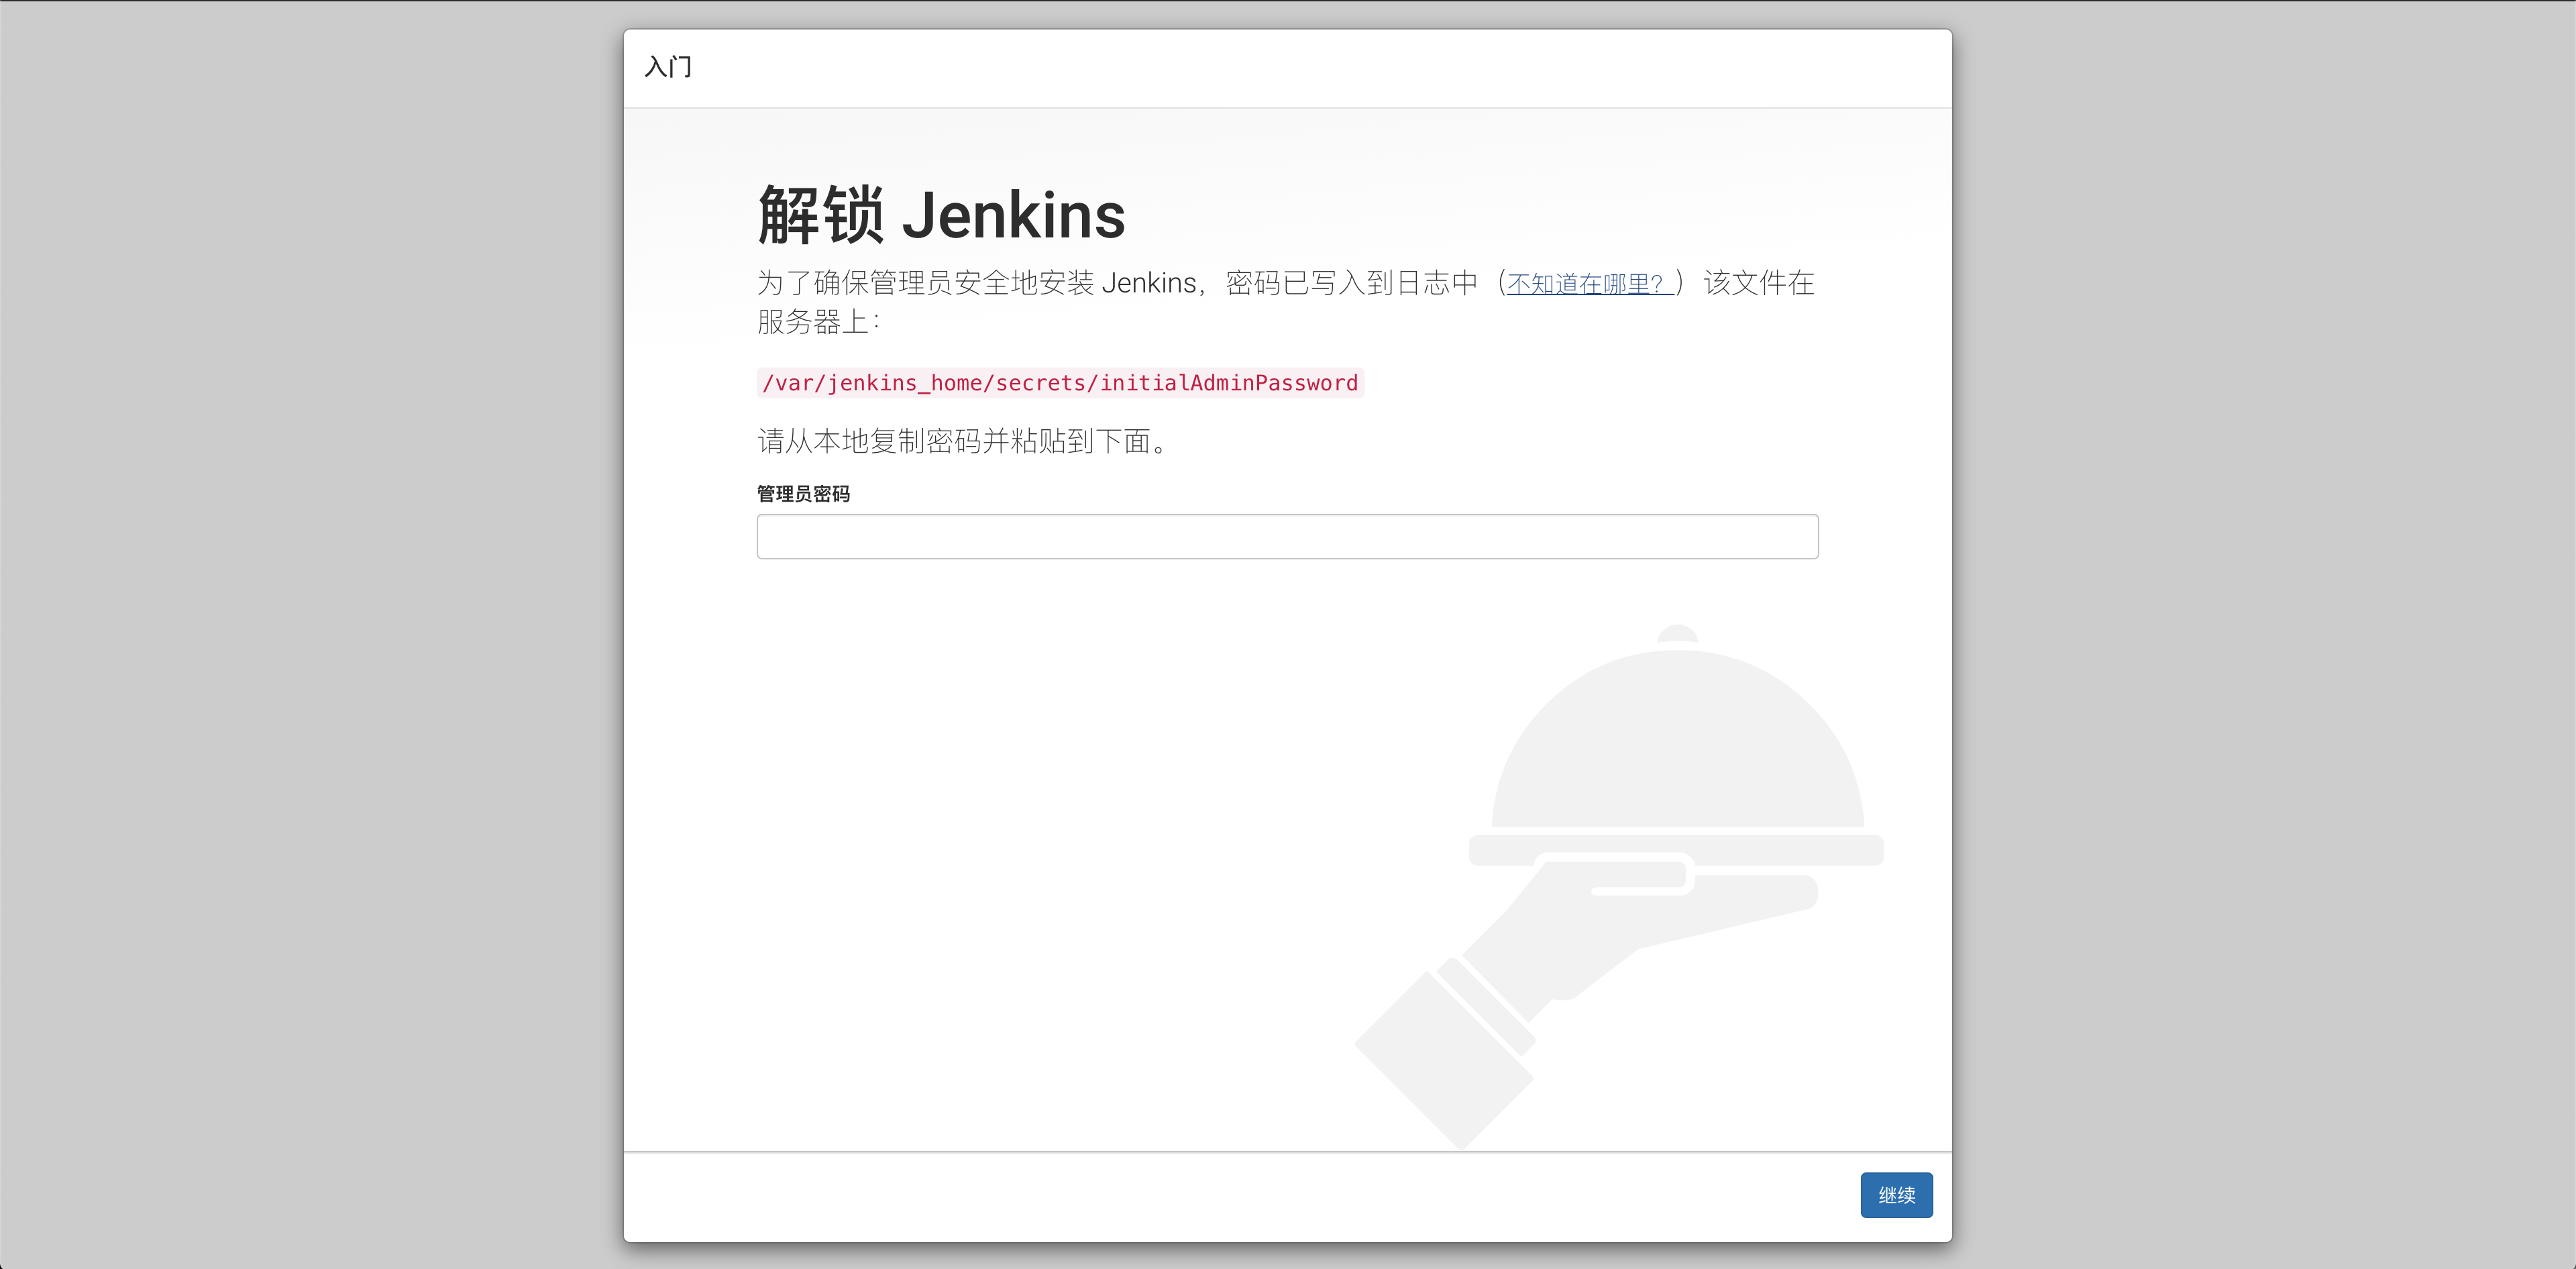 入门
解锁 Jenkins
为了确保管理员安全地安装 Jenkins，密码已写入到日志中（不知道在哪里？）该文件在
服务器上：
/var/jenkins_home/secrets/initialAdminPassword
请从本地复制密码并粘贴到下面。
管理员密码
继续